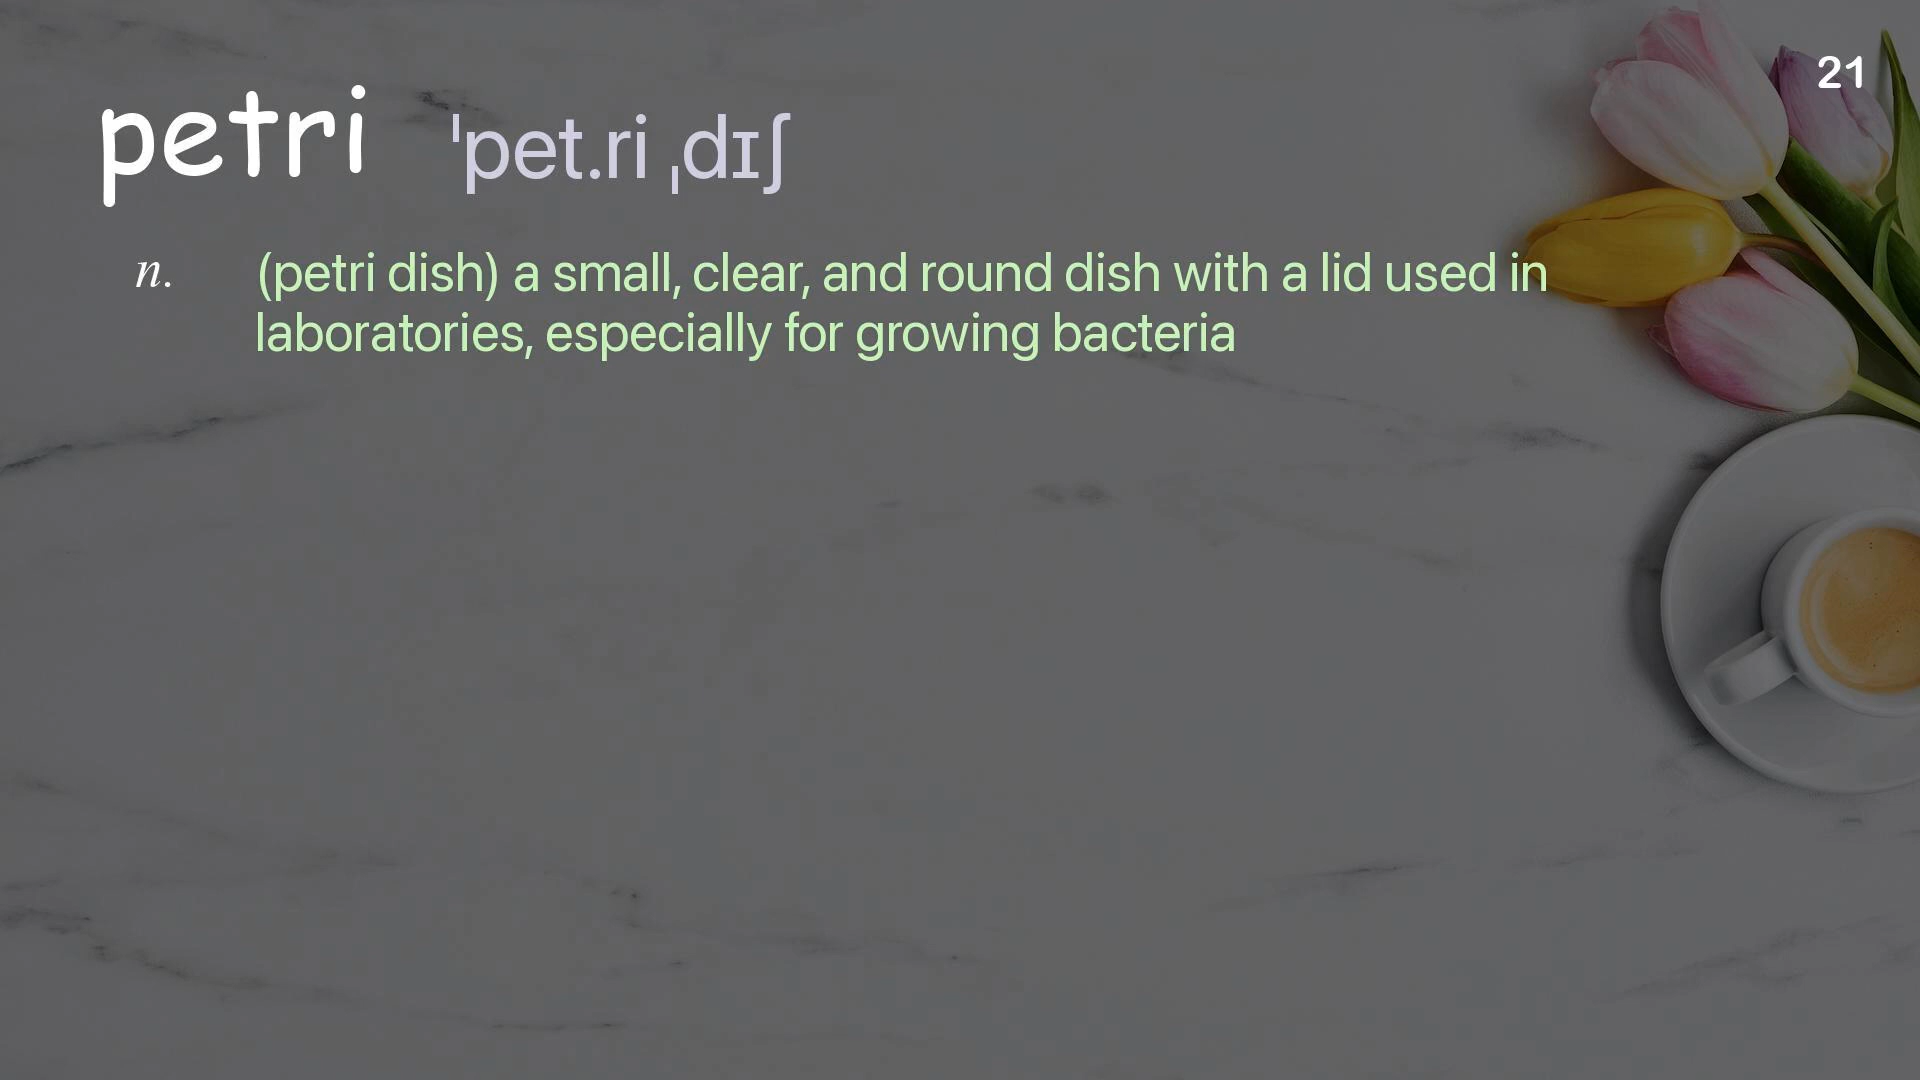 21
petri ˈpet.ri ˌdɪʃ
n. (petri dish) a small, clear, and round dish with a lid used in
laboratories, especially for growing bacteria